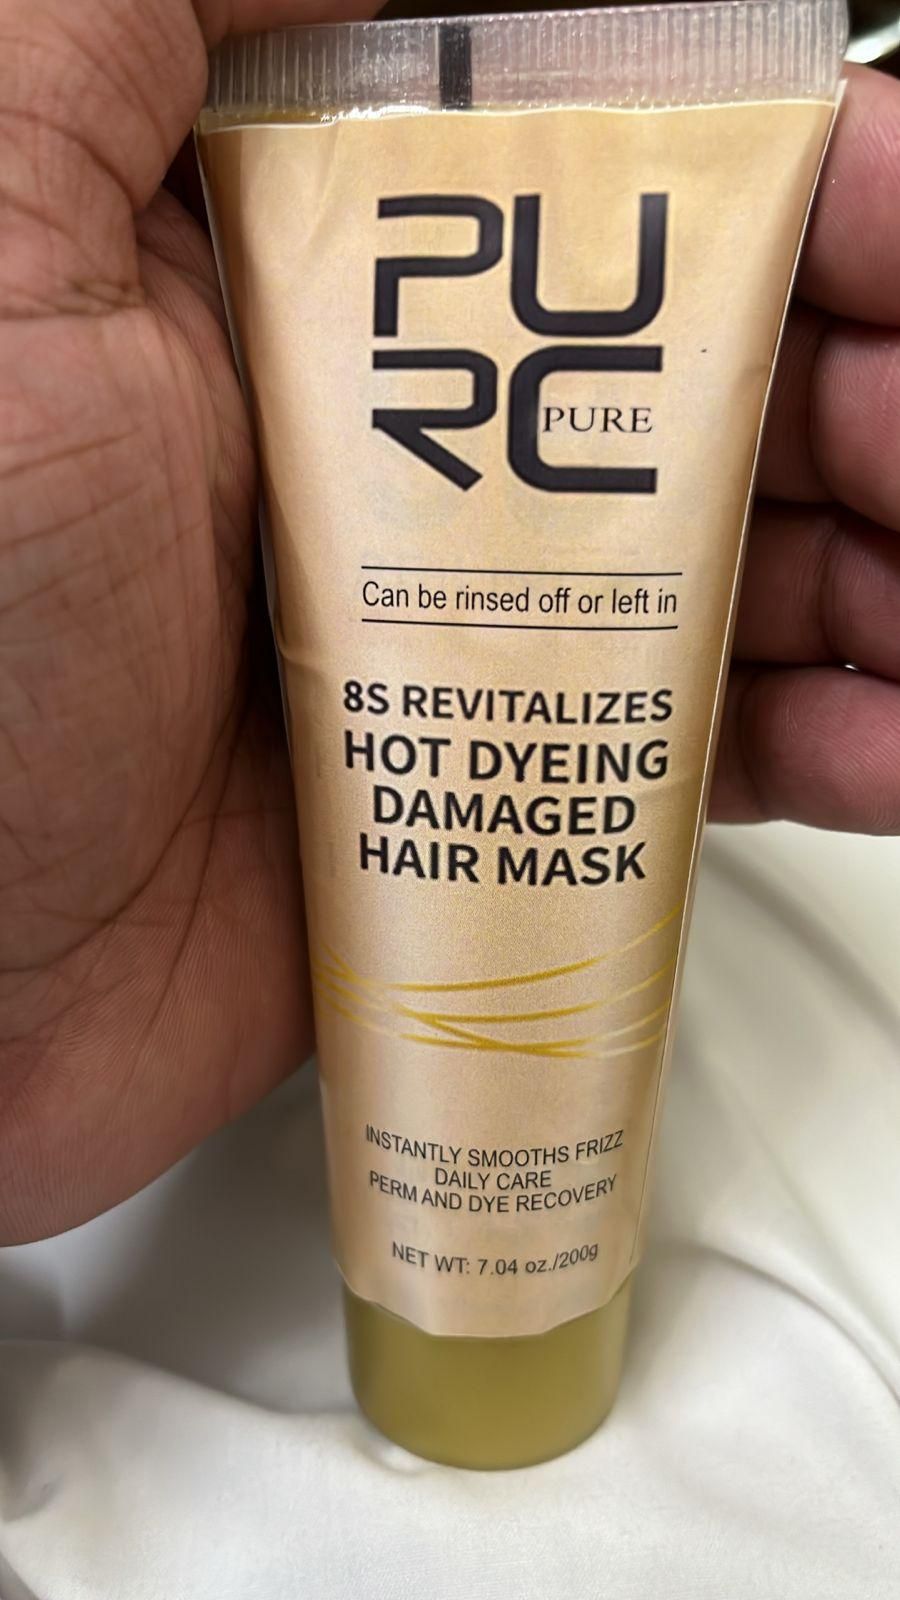 PU
RC
PURE
Can be rinsed off or left in
8S REVITALIZES
HOT DYEING
DAMAGED
HAIR MASK
INSTANTLY SMOOTHS FRIZZ
DAILY CARE
PERM AND DYE RECOVERY
NET WT: 7.04 oz./200g